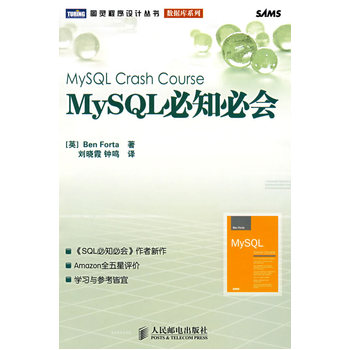 TURING
图灵程序设计丛书
数据库系列
SAMS
MySQL Crash Course
MySQL必知必会
[英] Ben Forta 著
刘晓霞 钟鸣 译
《SQL必知必会》作者新作
Amazon全五星评价
学习与参考皆宜
Ben Forta
MySQL
Crash Course
人民邮电出版社
POSTS & TELECOM PRESS